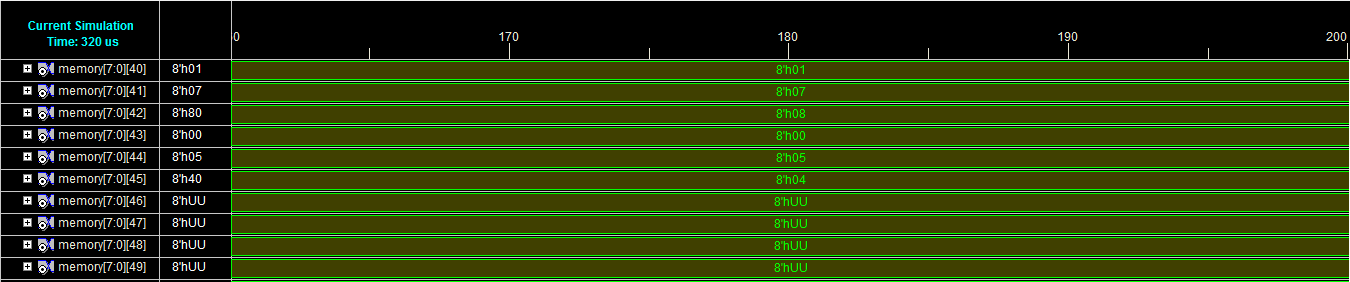 Current Simulation
Time: 320 us
170 180 190 200
memory[7:0][40] 8'h01 8'h01
memory[7:0][41] 8'h07 8'h07
memory[7:0][42] 8'h80 8'h08
memory[7:0][43] 8'h00 8'h00
memory[7:0][44] 8'h05 8'h05
memory[7:0][45] 8'h40 8'h04
memory[7:0][46] 8'hUU 8'hUU
memory[7:0][47] 8'hUU 8'hUU
memory[7:0][48] 8'hUU 8'hUU
memory[7:0][49] 8'hUU 8'hUU